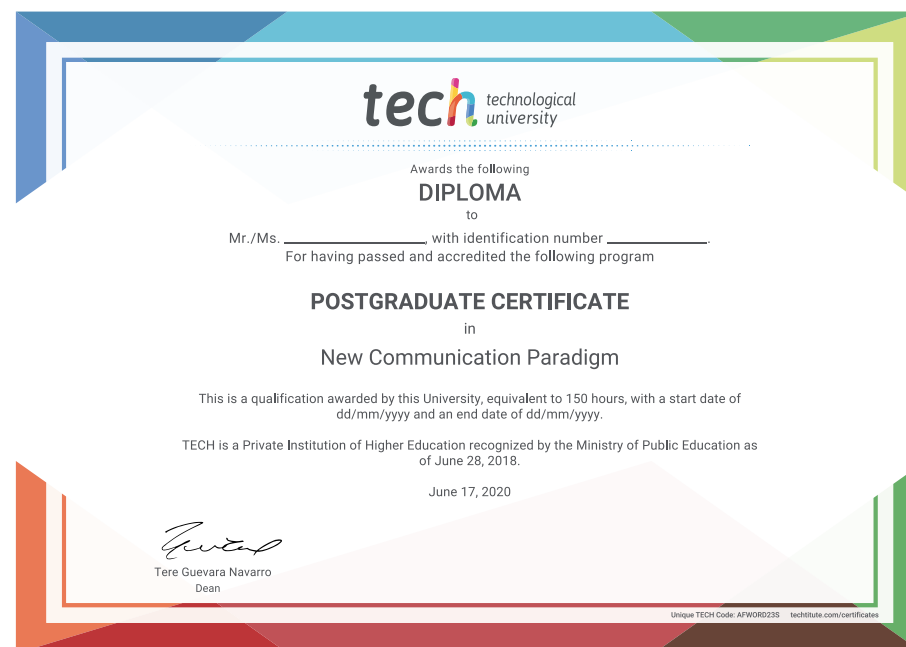 tech technological
university
Awards the following
DIPLOMA
to
Mr./Ms. ____________________, with identification number ______________.
For having passed and accredited the following program
POSTGRADUATE CERTIFICATE
in
New Communication Paradigm
This is a qualification awarded by this University, equivalent to 150 hours, with a start date of
dd/mm/yyyy and an end date of dd/mm/yyyy.
TECH is a Private Institution of Higher Education recognized by the Ministry of Public Education as
of June 28, 2018.
June 17, 2020
Tere Guevara Navarro
Dean
Unique TECH Code: AFWORD23S techtitute.com/certificates